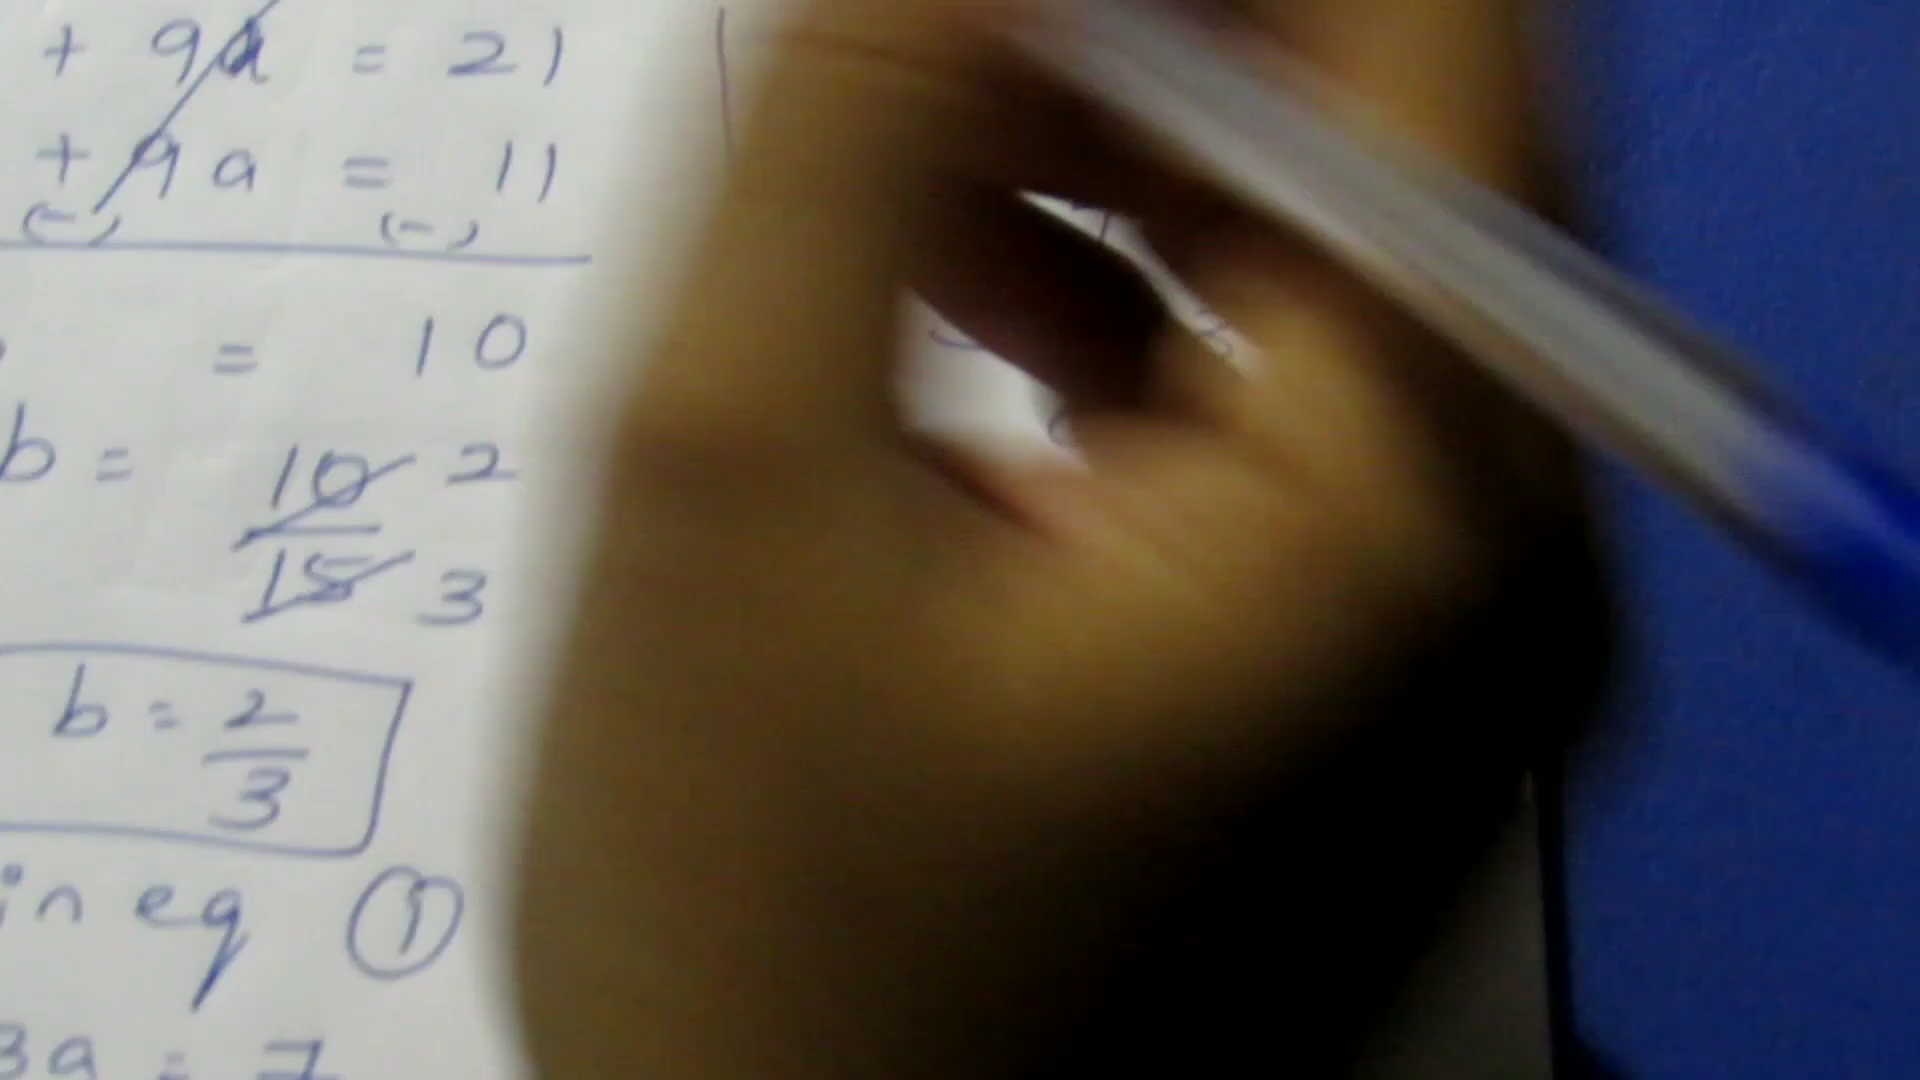 + 9a = 21
+ 9a = 11
(-) (-)
= 10
b = 10/15 2/3
b = 2/3
in eq ①
3a = 7